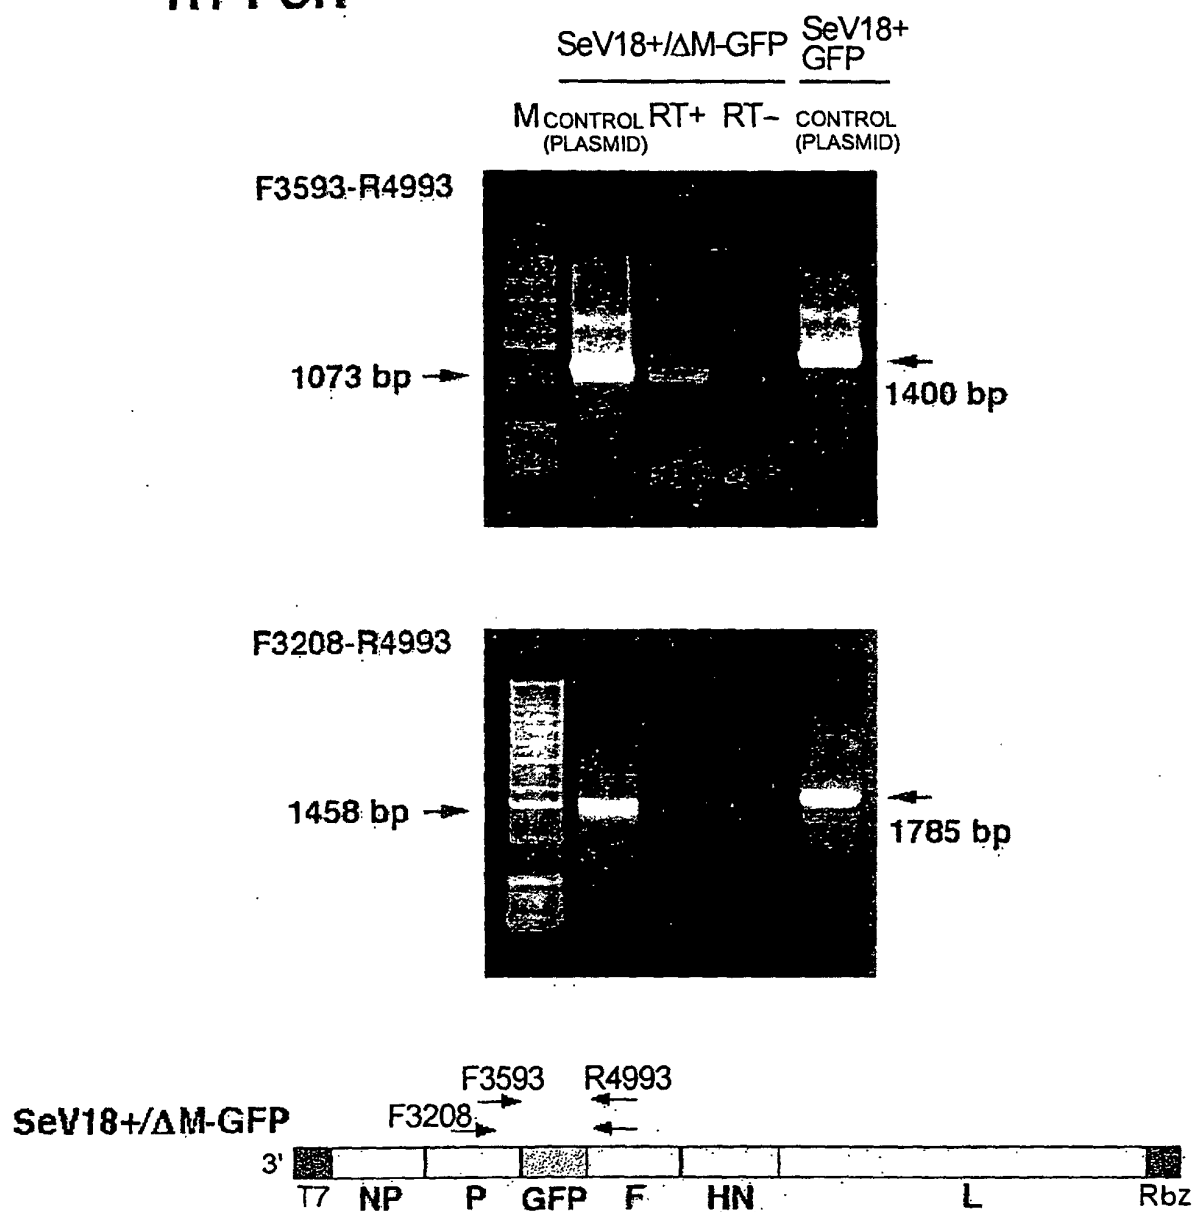 RT-PCR
SeV18+/ΔM-GFP
SeV18+
GFP
M CONTROL RT+ RT- CONTROL
(PLASMID) (PLASMID)
F3593-R4993
1073 bp
1400 bp
F3208-R4993
1458 bp
1785 bp
F3593 R4993
SeV18+/ΔM-GFP F3208
3'
T7 NP P GFP F HN L Rbz